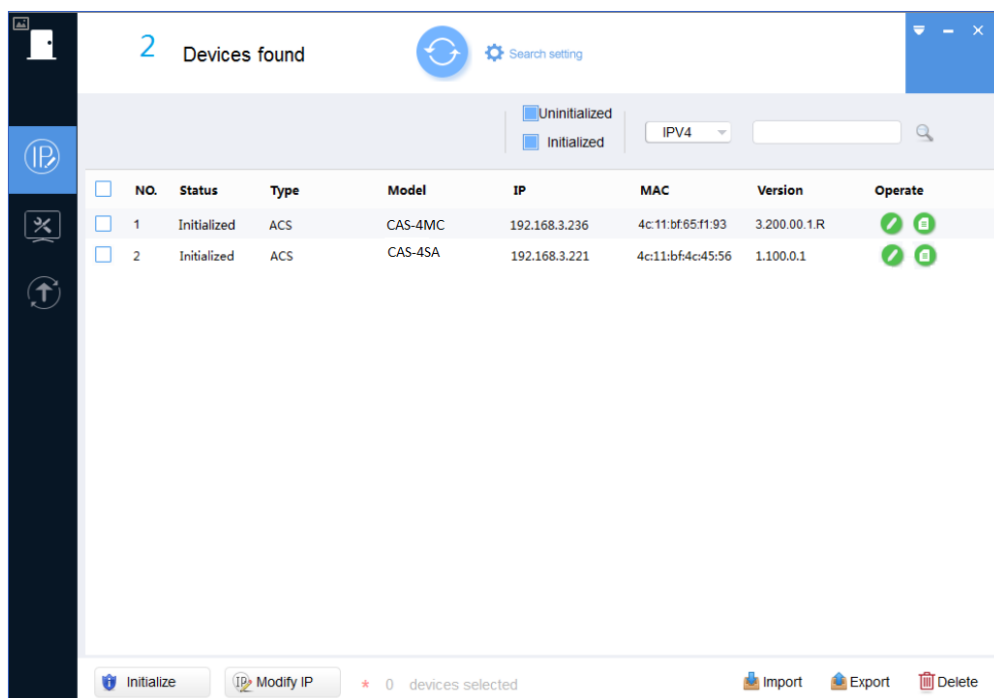 2 Devices found
Search setting
Uninitialized
Initialized
IPV4
NO. Status Type Model IP MAC Version Operate
1 Initialized ACS CAS-4MC 192.168.3.236 4c:11:bf:65:f1:93 3.200.00.1.R
2 Initialized ACS CAS-4SA 192.168.3.221 4c:11:bf:4c:45:56 1.100.0.1
Initialize IP Modify IP * 0 devices selected Import Export Delete
IP